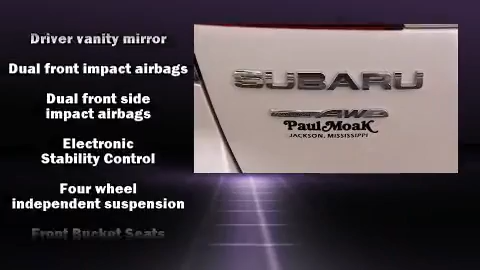 Driver vanity mirror
Dual front impact airbags
Dual front side
impact airbags
Electronic
Stability Control
Four wheel
independent suspension
Front Bucket Seats
SUBARU
AWD
Paul Moak
JACKSON, MISSISSIPPI